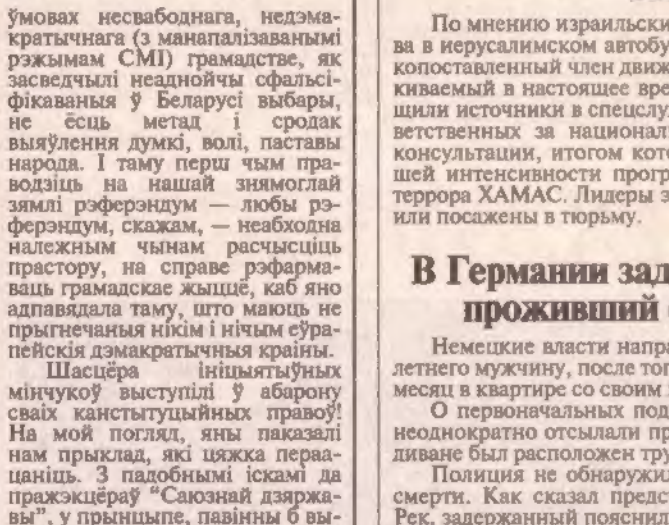 ўмовах несвабоднага, недэма-
кратычнага (з манапалізаванымі
рэжымам СМІ) грамадстве, як
засведчылі неаднойчы сфальсі-
фікаваныя ў Беларусі выбары,
не ёсць метад і сродак
выяўлення думкі, волі, паставы
народа. І таму перш чым пра-
водзіць на нашай знямоглай
зямлі рэферэндум — любы рэ-
ферэндум, скажам, — неабходна
належным чынам расчысціць
прастору, на справе рэфарма-
ваць грамадскае жыццё, каб яно
адпавядала таму, што маюць не
прыгнечаныя нікім і нічым еўра-
пейскія дэмакратычныя краіны.
Шасцёра ініцыятыўных
мінчукоў выступілі ў абарону
сваіх канстытуцыйных правоў!
На мой погляд, яны паказалі
нам прыклад, які цяжка пераа-
цаніць. З падобнымі іскамі да
пражэкцёраў "Саюзнай дзяржа-
вы", у прынцыпе, павінны б вы-
По мнению израильски
ва в иерусалимском автобу
копоставленный член движ
киваемый в настоящее вре
щили источники в спецслу
ветственных за национал
консультации, итогом кото
шей интенсивности прогр
террора ХАМАС. Лидеры э
или посажены в тюрьму.
В Германии зад
проживший
Немецкие власти напра
летнего мужчину, после тог
месяц в квартире со своим
О первоначальных под
неоднократно отсылали пр
диване был расположен тру
Полиция не обнаружи
смерти. Как сказал предс
Рек, задержанный пояснил